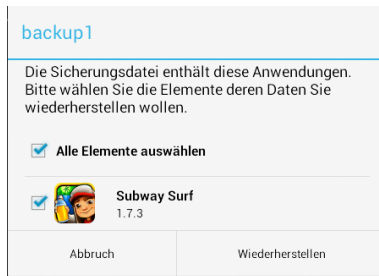 backup1
Die Sicherungsdatei enthält diese Anwendungen.
Bitte wählen Sie die Elemente deren Daten Sie
wiederherstellen wollen.
Alle Elemente auswählen
Subway Surf
1.7.3
Abbruch
Wiederherstellen